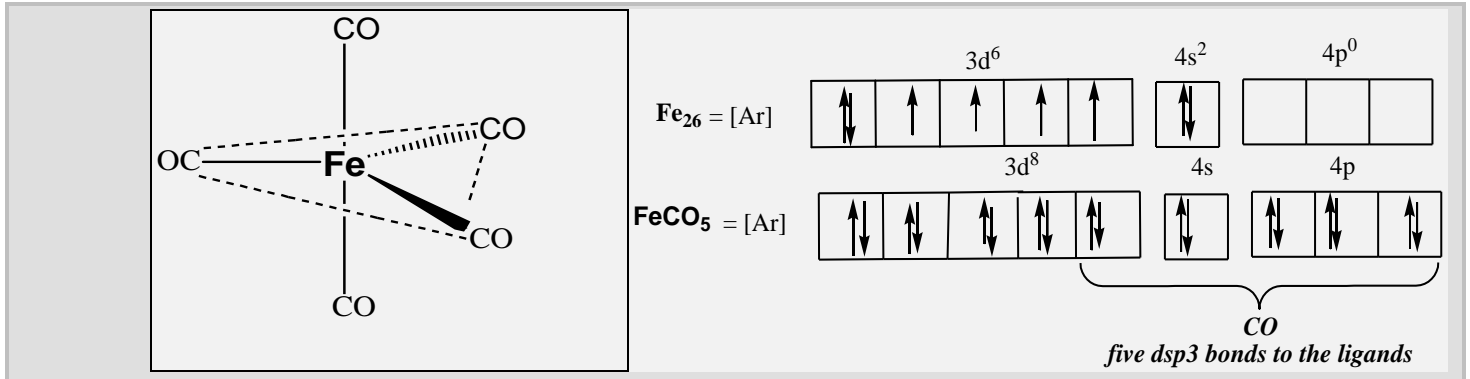 CO
CO
OC Fe
CO
CO
3d⁶ 4s² 4p⁰
Fe₂₆ = [Ar]
3d⁸ 4s 4p
FeCO₅ = [Ar]
CO
five dsp3 bonds to the ligands